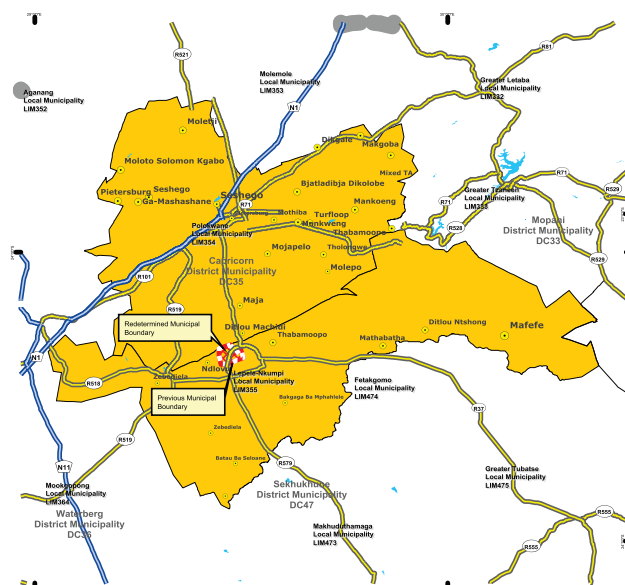 R521
R81
Molemole
Local Municipality
LIM353
Greater Letaba
Local Municipality
LIM332
Aganang
Local Municipality
LIM352
N1
Moletji
Dikgale
Makgoba
Moloto Solomon Kgabo
Mixed TA
R71
R529
Seshego
Bjatladibja Dikolobe
Greater Tzaneen
Local Municipality
LIM333
Pietersburg
Ga-Mashashane
Seshego
R71
R71
Mankoeng
Mothiba
Turfloop
Monkweng
Mopani
District Municipality
DC33
Polokwane
Local Municipality
LIM354
Thabamoopo
R528
Tholongwe
R529
Mojapelo
Capricorn
District Municipality
DC35
Molepo
R101
Maja
R519
Redetermined Municipal
Boundary
Ditlou Machidi
Ditlou Ntshong
Mafefe
Thabamoopo
Mathabatha
N1
Ndlovu
Zebediela
R518
Lepele-Nkumpi
Local Municipality
LIM355
Fetakgomo
Local Municipality
LIM474
Previous Municipal
Boundary
Bakgaga Ba Mphahlele
R37
Zebediela
R519
Batau Ba Seloane
N11
R579
Greater Tubatse
Local Municipality
LIM475
Mookgopong
Local Municipality
LIM364
Sekhukhune
District Municipality
DC47
Waterberg
District Municipality
DC36
Makhuduthamaga
Local Municipality
LIM473
R555
R555